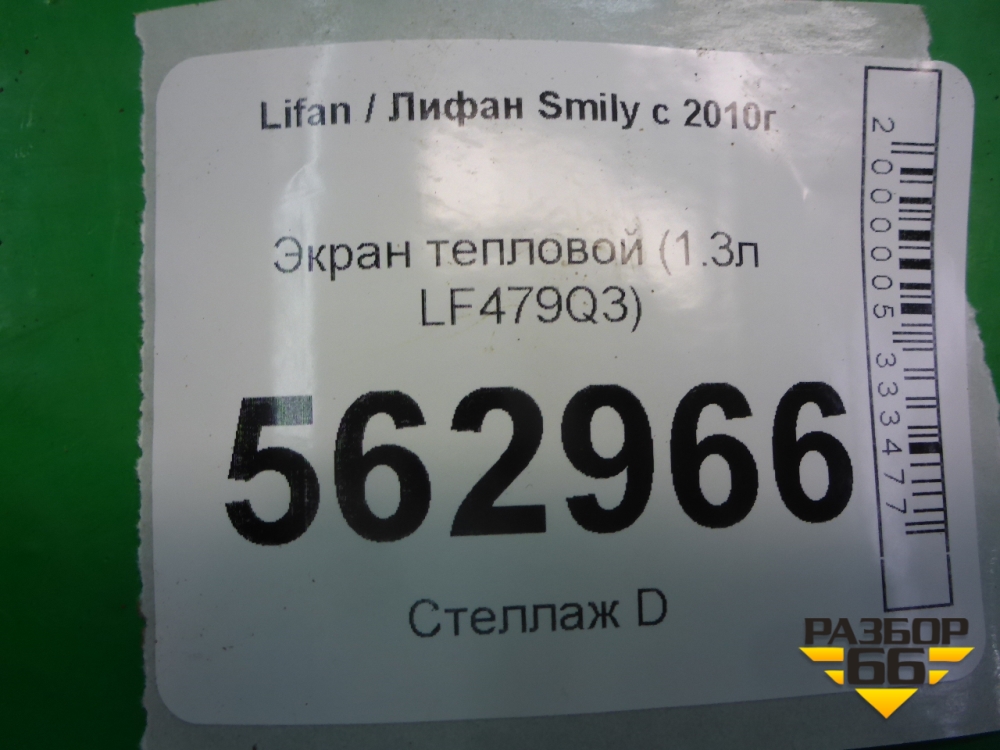 Lifan / Лифан Smily с 2010г
Экран тепловой (1.3л
LF479Q3)
562966
Стеллаж D
2000005333477
РАЗБОР
66